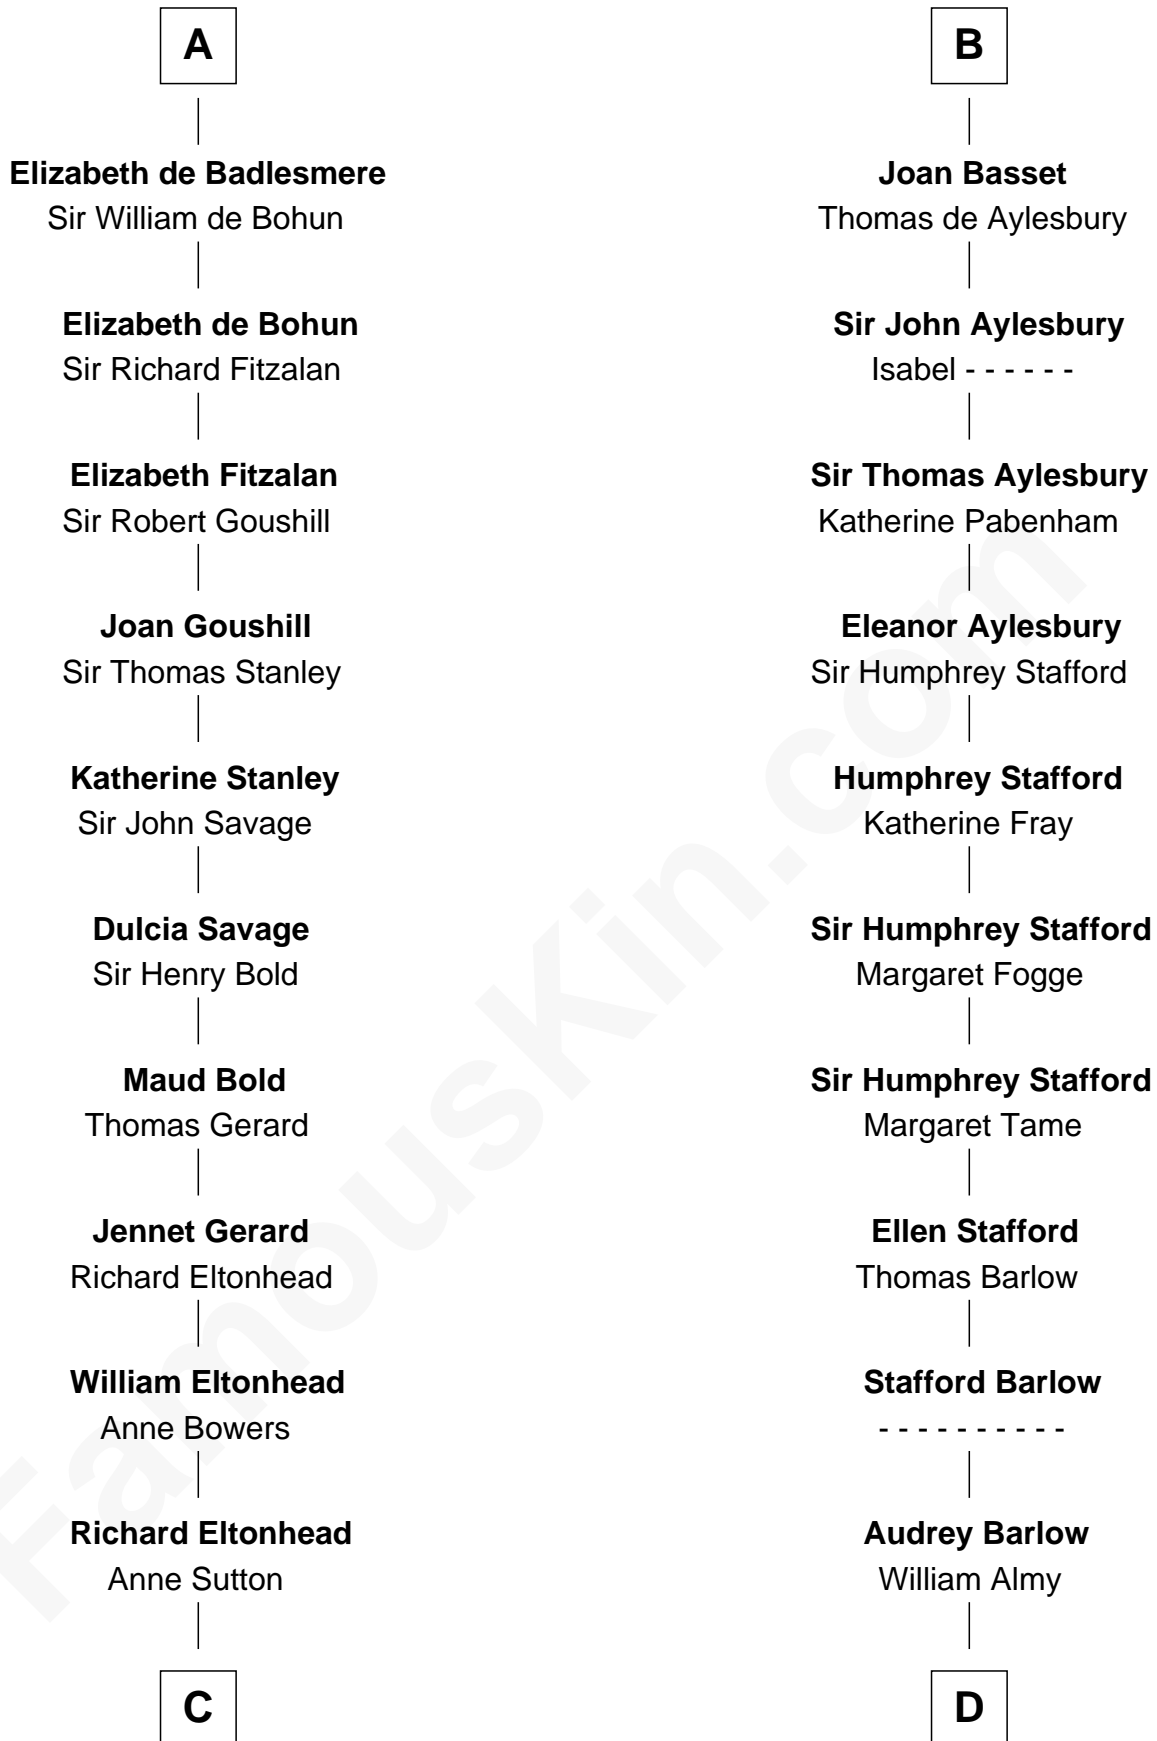 A
Elizabeth de Badlesmere
Sir William de Bohun
Elizabeth de Bohun
Sir Richard Fitzalan
Elizabeth Fitzalan
Sir Robert Goushill
Joan Goushill
Sir Thomas Stanley
Katherine Stanley
Sir John Savage
Dulcia Savage
Sir Henry Bold
Maud Bold
Thomas Gerard
Jennet Gerard
Richard Eltonhead
William Eltonhead
Anne Bowers
Richard Eltonhead
Anne Sutton
C
B
Joan Basset
Thomas de Aylesbury
Sir John Aylesbury
Isabel - - - - - -
Sir Thomas Aylesbury
Katherine Pabenham
Eleanor Aylesbury
Sir Humphrey Stafford
Humphrey Stafford
Katherine Fray
Sir Humphrey Stafford
Margaret Fogge
Sir Humphrey Stafford
Margaret Tame
Ellen Stafford
Thomas Barlow
Stafford Barlow
- - - - - - - - - -
Audrey Barlow
William Almy
D
FamousKin.com